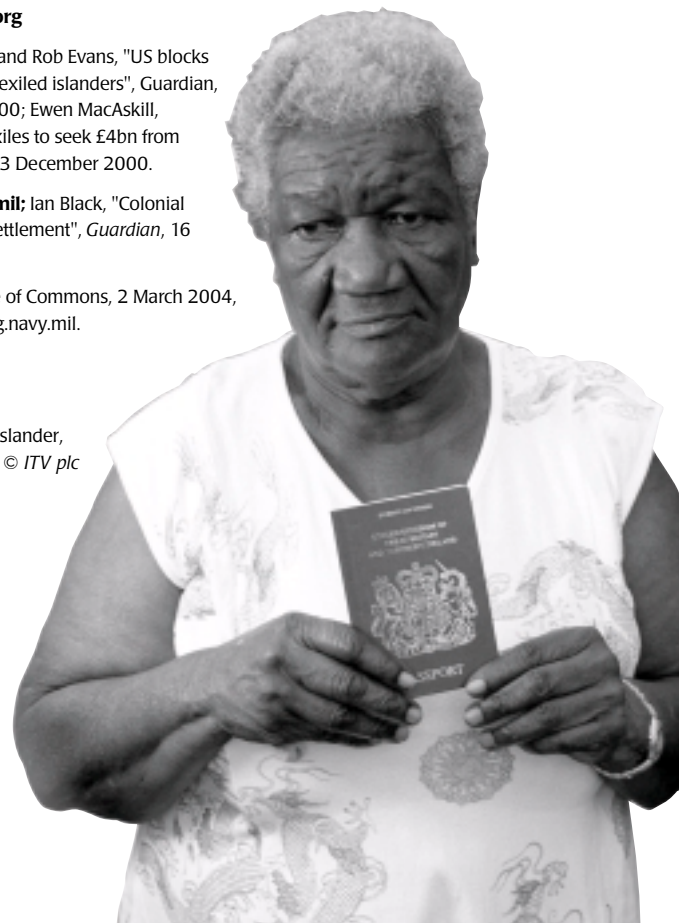 org
and Rob Evans, "US blocks
exiled islanders", Guardian,
00; Ewen MacAskill,
xiles to seek £4bn from
3 December 2000.
mil; Ian Black, "Colonial
ettlement", Guardian, 16
e of Commons, 2 March 2004,
g.navy.mil.
slander,
© ITV plc
ASSPORT